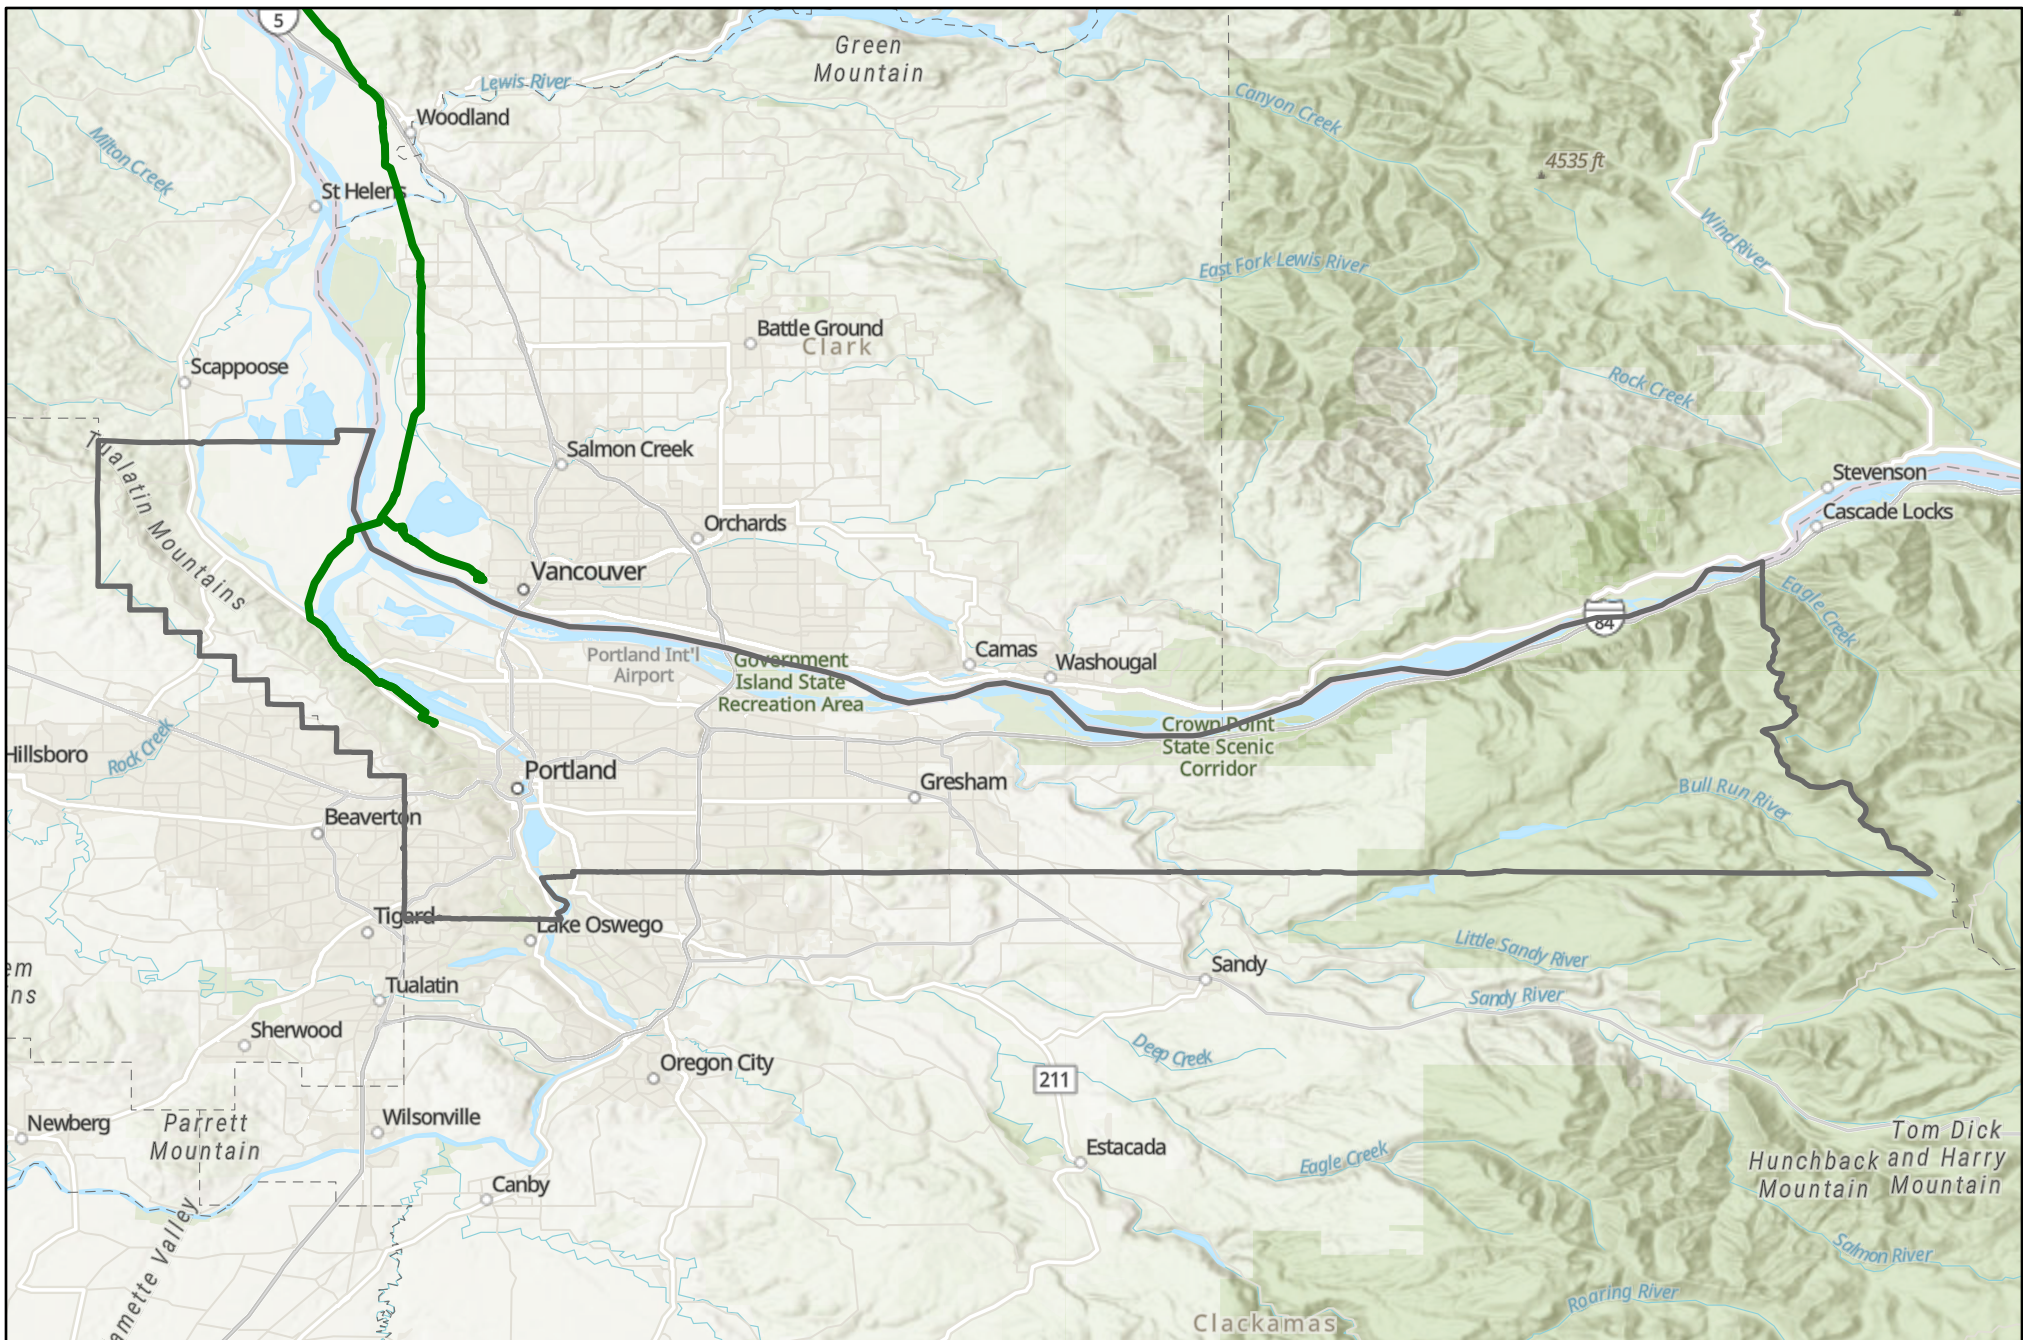 5
Green
Mountain
Lewis River
Woodland
Canyon Creek
Milton Creek
4535 ft
St Helens
Wind River
East Fork Lewis River
Battle Ground
Clark
Scappoose
Rock Creek
Tualatin Mountains
Salmon Creek
Stevenson
Cascade Locks
Orchards
Vancouver
Eagle Creek
84
Camas
Washougal
Portland Int'l
Airport
Government
Island State
Recreation Area
Crown Point
State Scenic
Corridor
Hillsboro
Rock Creek
Portland
Gresham
Bull Run River
Beaverton
Tigard
Lake Oswego
Little Sandy River
Sandy
em
ns
Tualatin
Sandy River
Sherwood
Deep Creek
Oregon City
211
Newberg
Parrett
Mountain
Wilsonville
Estacada
Eagle Creek
Tom Dick
and Harry
Mountain
Hunchback
Mountain
Canby
amette Valley
Salmon River
Roaring River
Clackamas